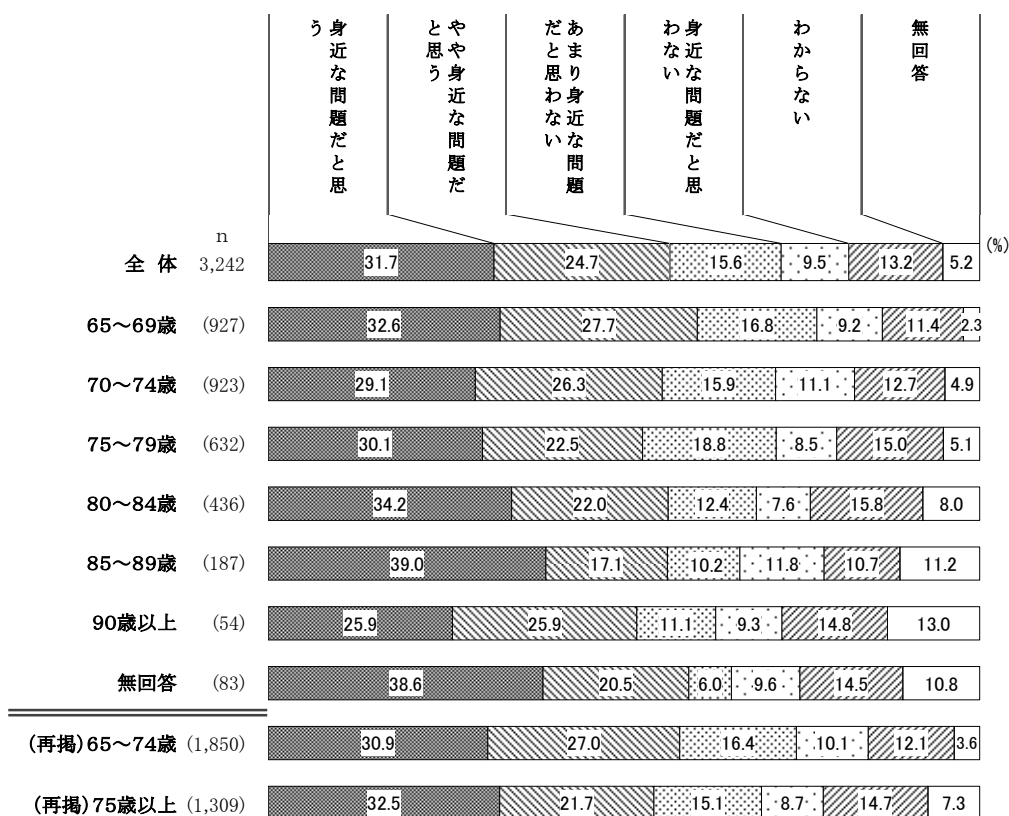 身近な問題だと思う
やや身近な問題だと思う
あまり身近な問題だと思わない
身近な問題だと思わない
わからない
無回答
(%)
n
全 体 3,242 31.7 24.7 15.6 9.5 13.2 5.2
65～69歳 (927) 32.6 27.7 16.8 9.2 11.4 2.3
70～74歳 (923) 29.1 26.3 15.9 11.1 12.7 4.9
75～79歳 (632) 30.1 22.5 18.8 8.5 15.0 5.1
80～84歳 (436) 34.2 22.0 12.4 7.6 15.8 8.0
85～89歳 (187) 39.0 17.1 10.2 11.8 10.7 11.2
90歳以上 (54) 25.9 25.9 11.1 9.3 14.8 13.0
無回答 (83) 38.6 20.5 6.0 9.6 14.5 10.8
(再掲)65～74歳 (1,850) 30.9 27.0 16.4 10.1 12.1 3.6
(再掲)75歳以上 (1,309) 32.5 21.7 15.1 8.7 14.7 7.3